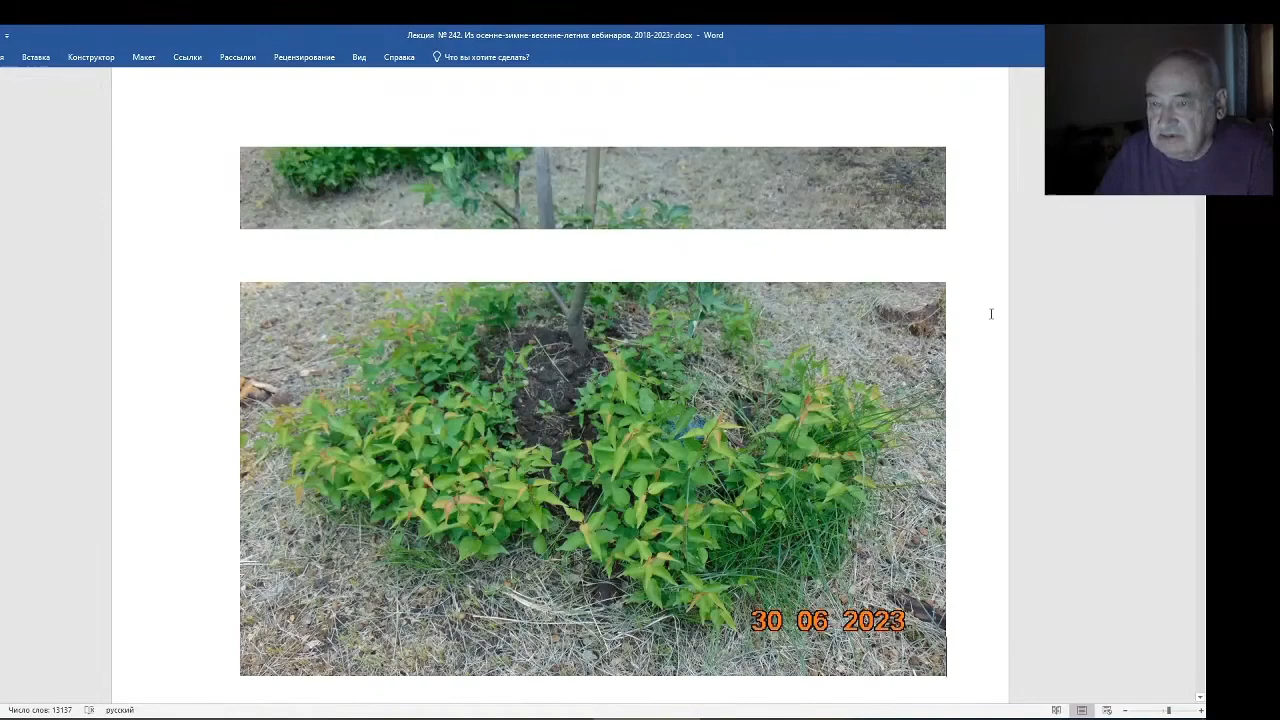 Лекция № 242. Из осенне-зимне-весенне-летних вебинаров. 2018-2023г.docx - Word
я Вставка Конструктор Макет Ссылки Рассылки Рецензирование Вид Справка Что вы хотите сделать?
30 06 2023
Число слов: 13137 русский